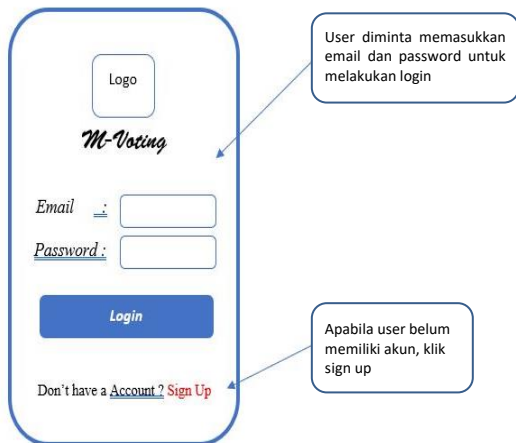 Logo
M-Voting
Email :
Password :
Login
Don't have a Account ? Sign Up
User diminta memasukkan
email dan password untuk
melakukan login
Apabila user belum
memiliki akun, klik
sign up